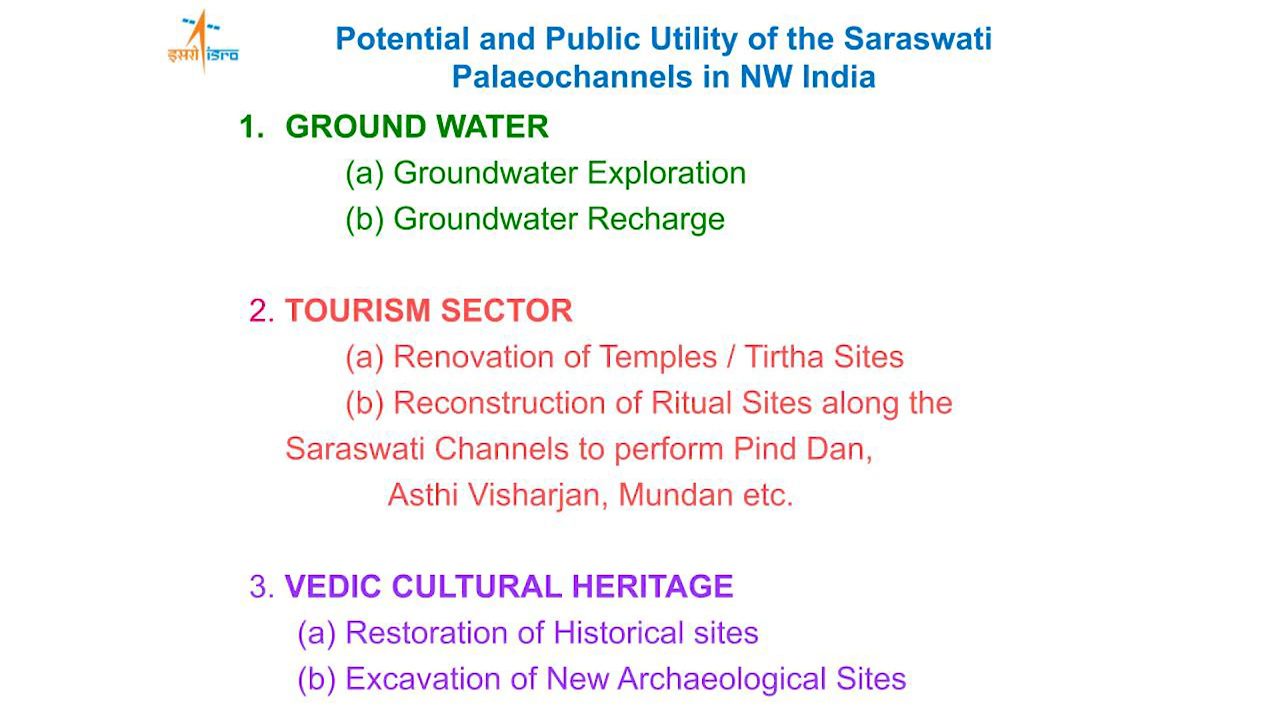 इसरो isro
Potential and Public Utility of the Saraswati
Palaeochannels in NW India
1. GROUND WATER
(a) Groundwater Exploration
(b) Groundwater Recharge
2. TOURISM SECTOR
(a) Renovation of Temples / Tirtha Sites
(b) Reconstruction of Ritual Sites along the
Saraswati Channels to perform Pind Dan,
Asthi Visharjan, Mundan etc.
3. VEDIC CULTURAL HERITAGE
(a) Restoration of Historical sites
(b) Excavation of New Archaeological Sites